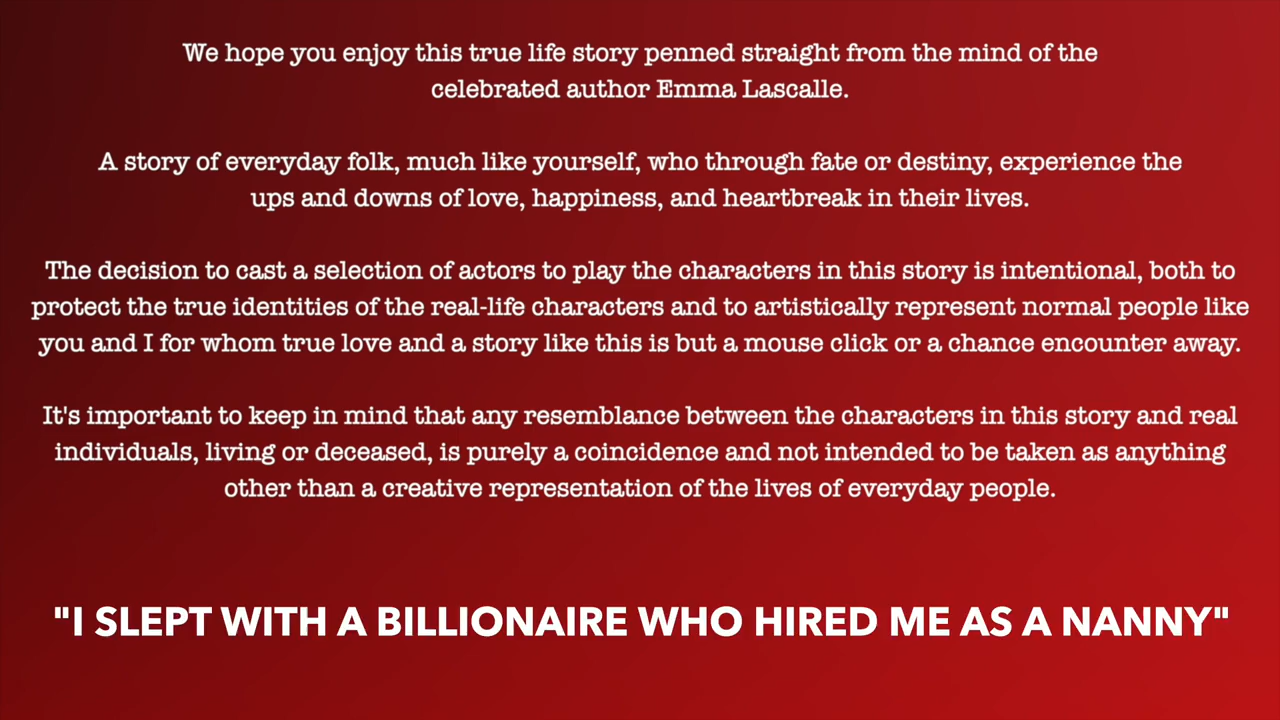 We hope you enjoy this true life story penned straight from the mind of the
celebrated author Emma Lascalle.
A story of everyday folk, much like yourself, who through fate or destiny, experience the
ups and downs of love, happiness, and heartbreak in their lives.
The decision to cast a selection of actors to play the characters in this story is intentional, both to
protect the true identities of the real-life characters and to artistically represent normal people like
you and I for whom true love and a story like this is but a mouse click or a chance encounter away.
It's important to keep in mind that any resemblance between the characters in this story and real
individuals, living or deceased, is purely a coincidence and not intended to be taken as anything
other than a creative representation of the lives of everyday people.
"I SLEPT WITH A BILLIONAIRE WHO HIRED ME AS A NANNY"